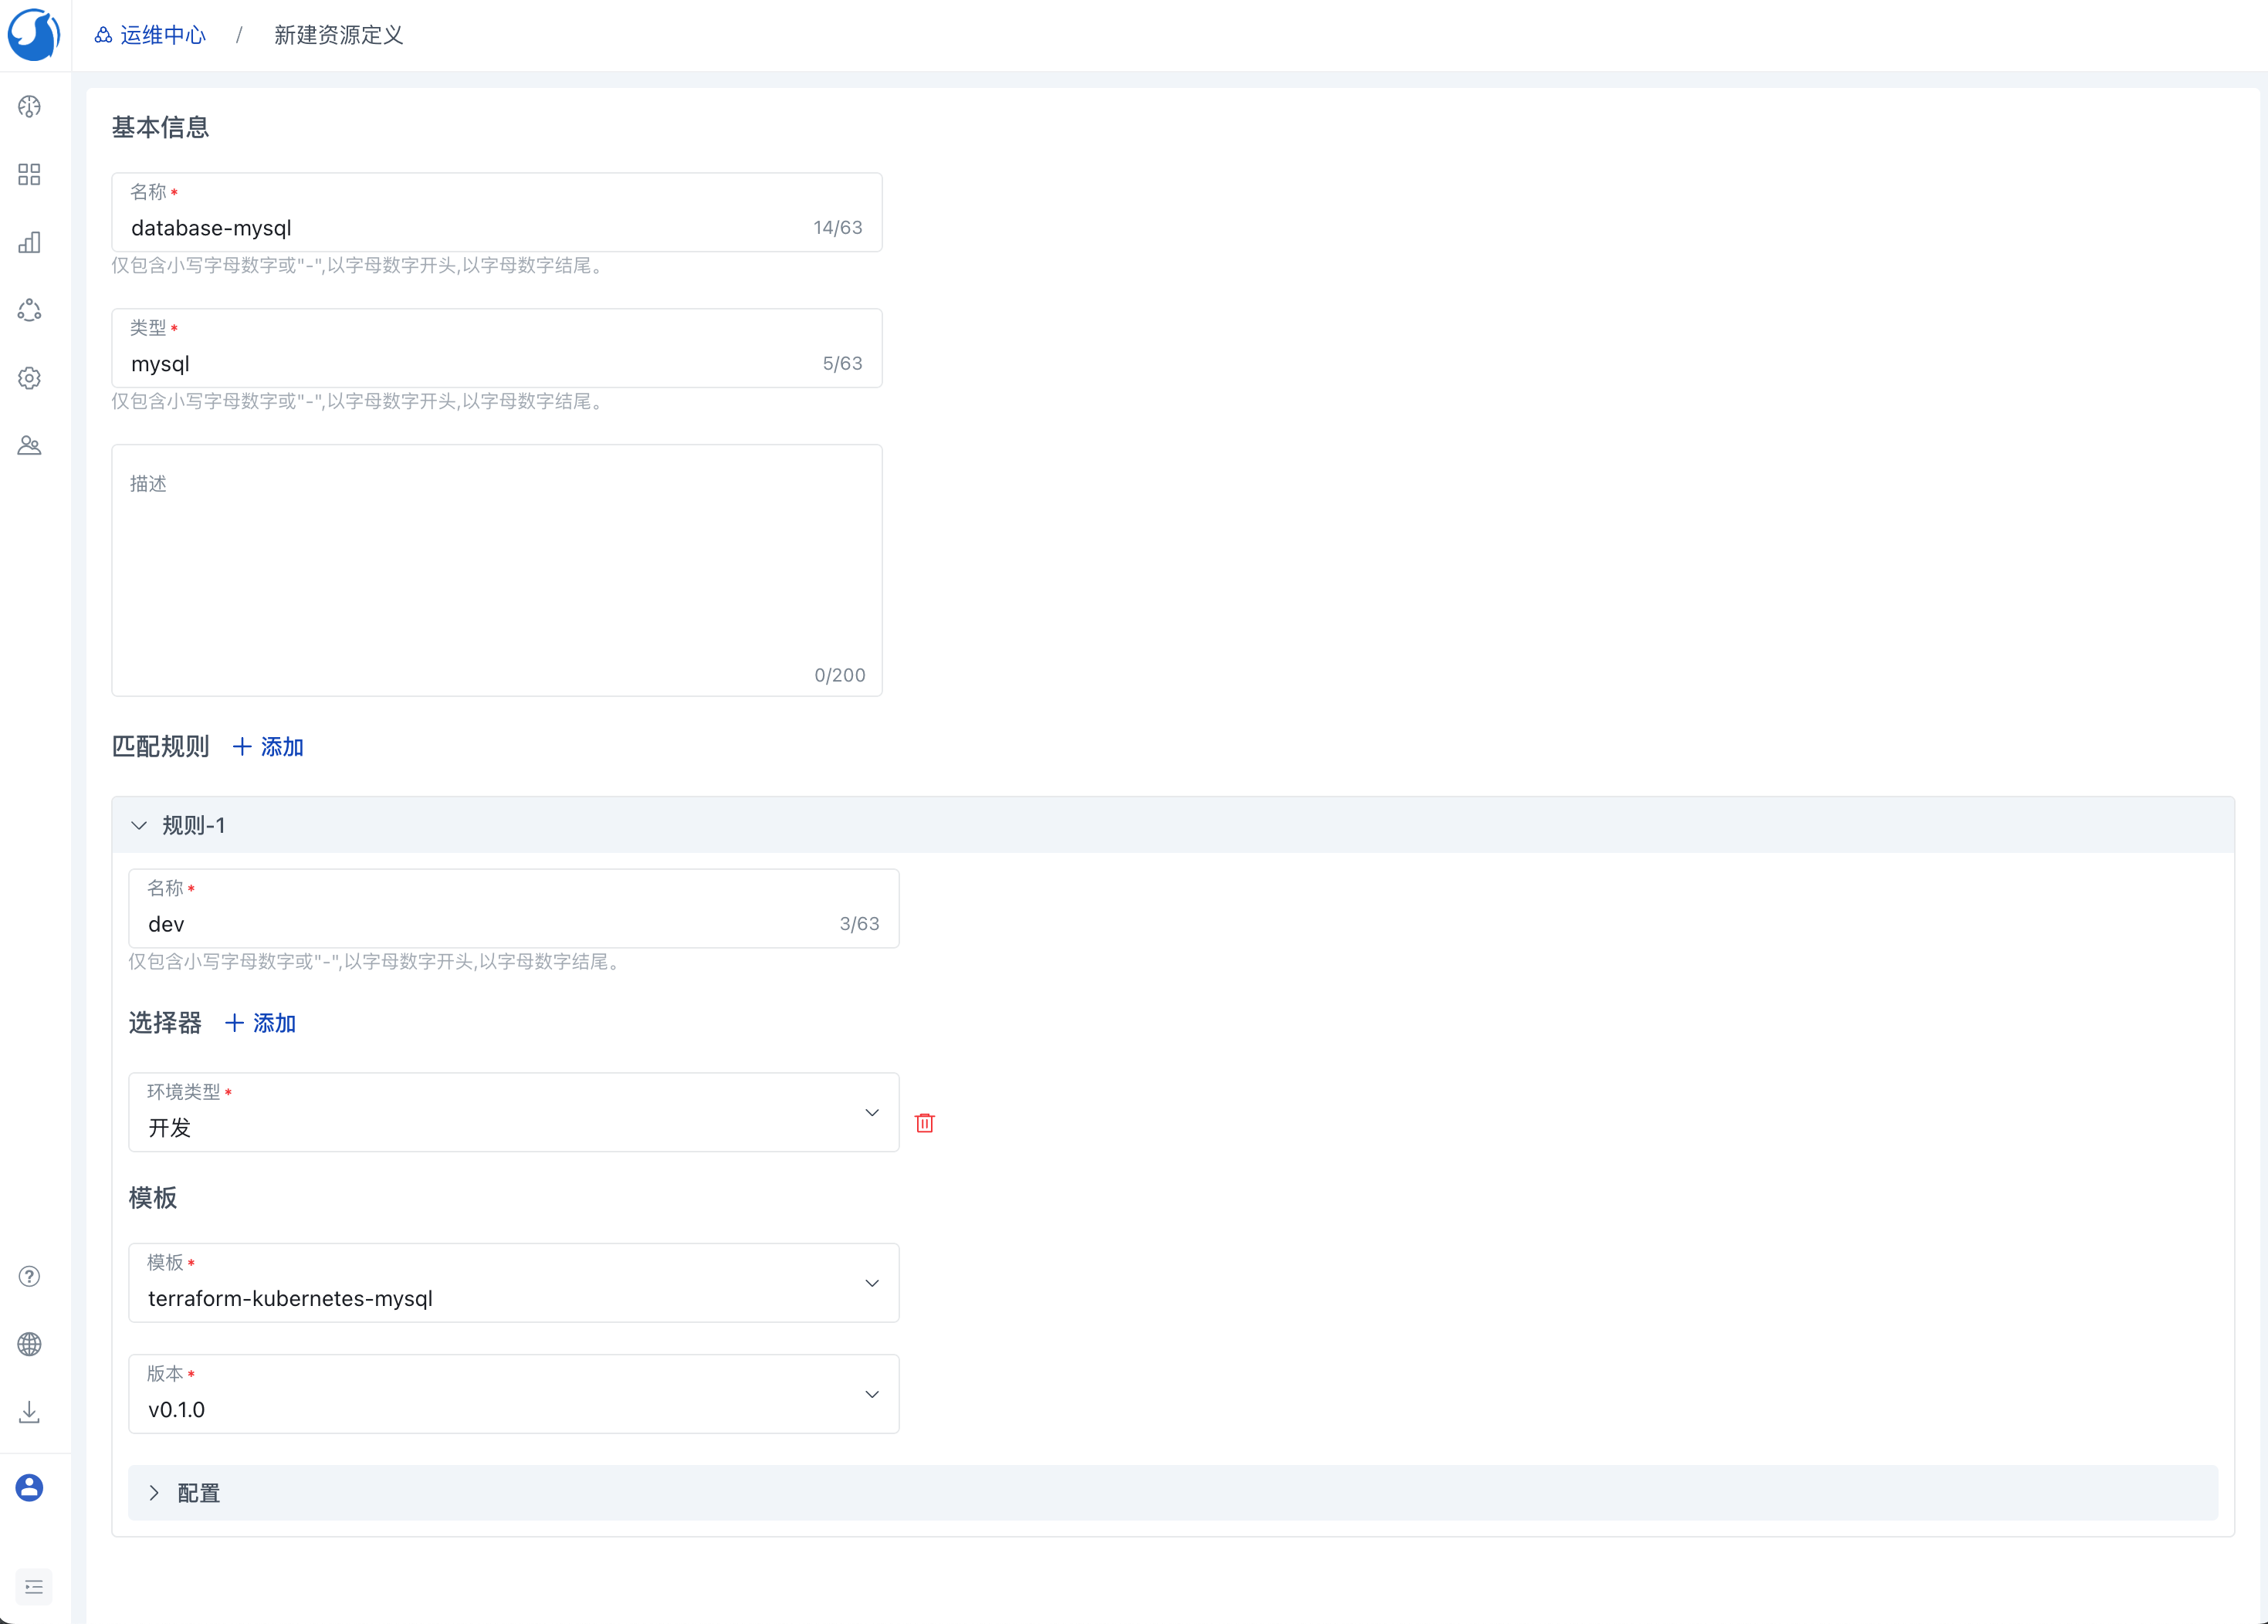 运维中心 / 新建资源定义
基本信息
名称 *
database-mysql 14/63
仅包含小写字母数字或"-",以字母数字开头,以字母数字结尾。
类型 *
mysql 5/63
仅包含小写字母数字或"-",以字母数字开头,以字母数字结尾。
描述
0/200
匹配规则 + 添加
规则-1
名称 *
dev 3/63
仅包含小写字母数字或"-",以字母数字开头,以字母数字结尾。
选择器 + 添加
环境类型 *
开发
模板
模板 *
terraform-kubernetes-mysql
版本 *
v0.1.0
配置